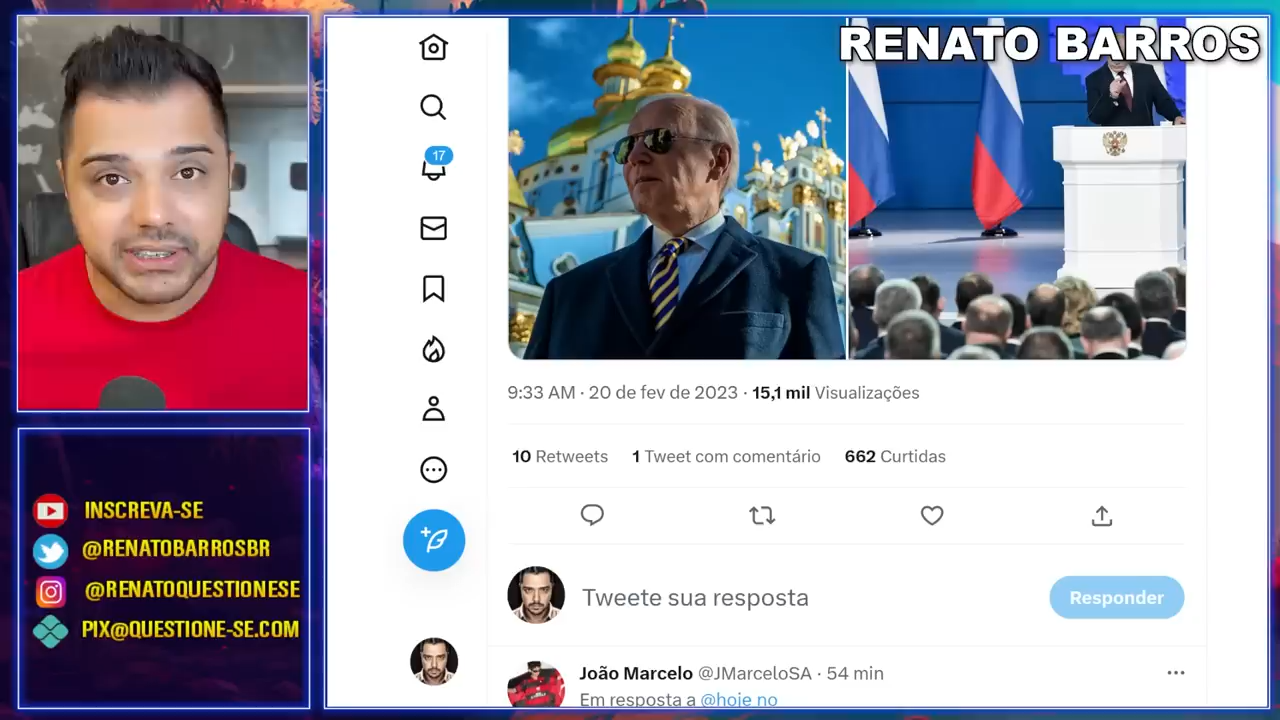 RENATO BARROS
17
9:33 AM · 20 de fev de 2023 · 15,1 mil Visualizações
10 Retweets 1 Tweet com comentário 662 Curtidas
Tweete sua resposta
Responder
João Marcelo @JMarceloSA · 54 min
Em resposta a @hoje_no
INSCREVA-SE
@RENATOBARROSBR
@RENATOQUESTIONESE
PIX@QUESTIONE-SE.COM